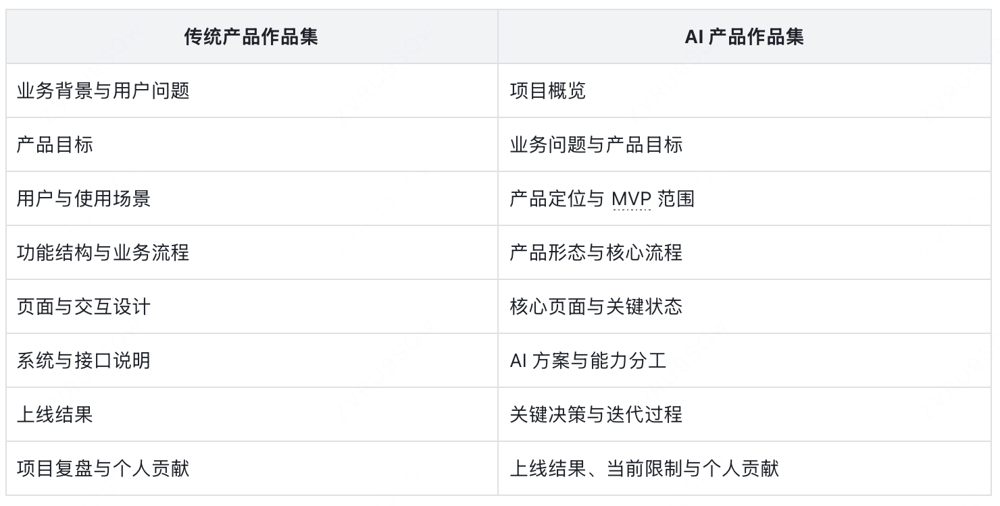 传统产品作品集 AI 产品作品集
业务背景与用户问题 项目概览
产品目标 业务问题与产品目标
用户与使用场景 产品定位与 MVP 范围
功能结构与业务流程 产品形态与核心流程
页面与交互设计 核心页面与关键状态
系统与接口说明 AI 方案与能力分工
上线结果 关键决策与迭代过程
项目复盘与个人贡献 上线结果、当前限制与个人贡献